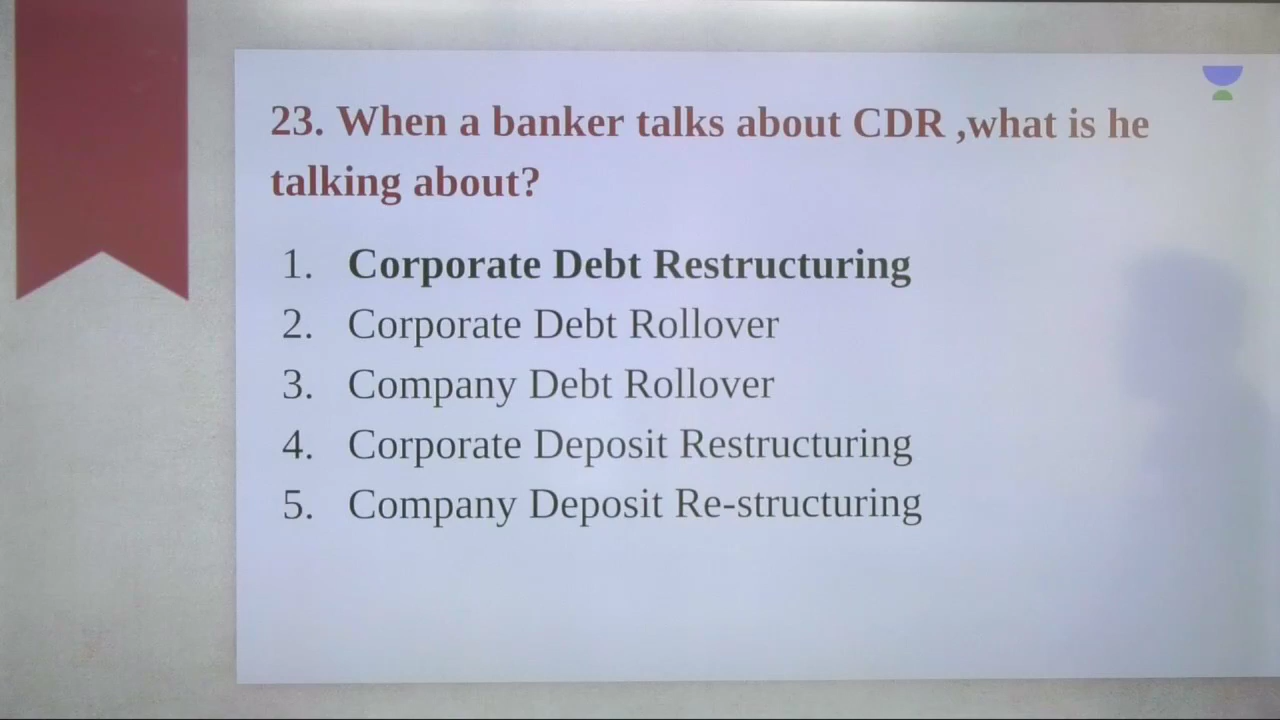 23. When a banker talks about CDR ,what is he
talking about?
1. Corporate Debt Restructuring
2. Corporate Debt Rollover
3. Company Debt Rollover
4. Corporate Deposit Restructuring
5. Company Deposit Re-structuring